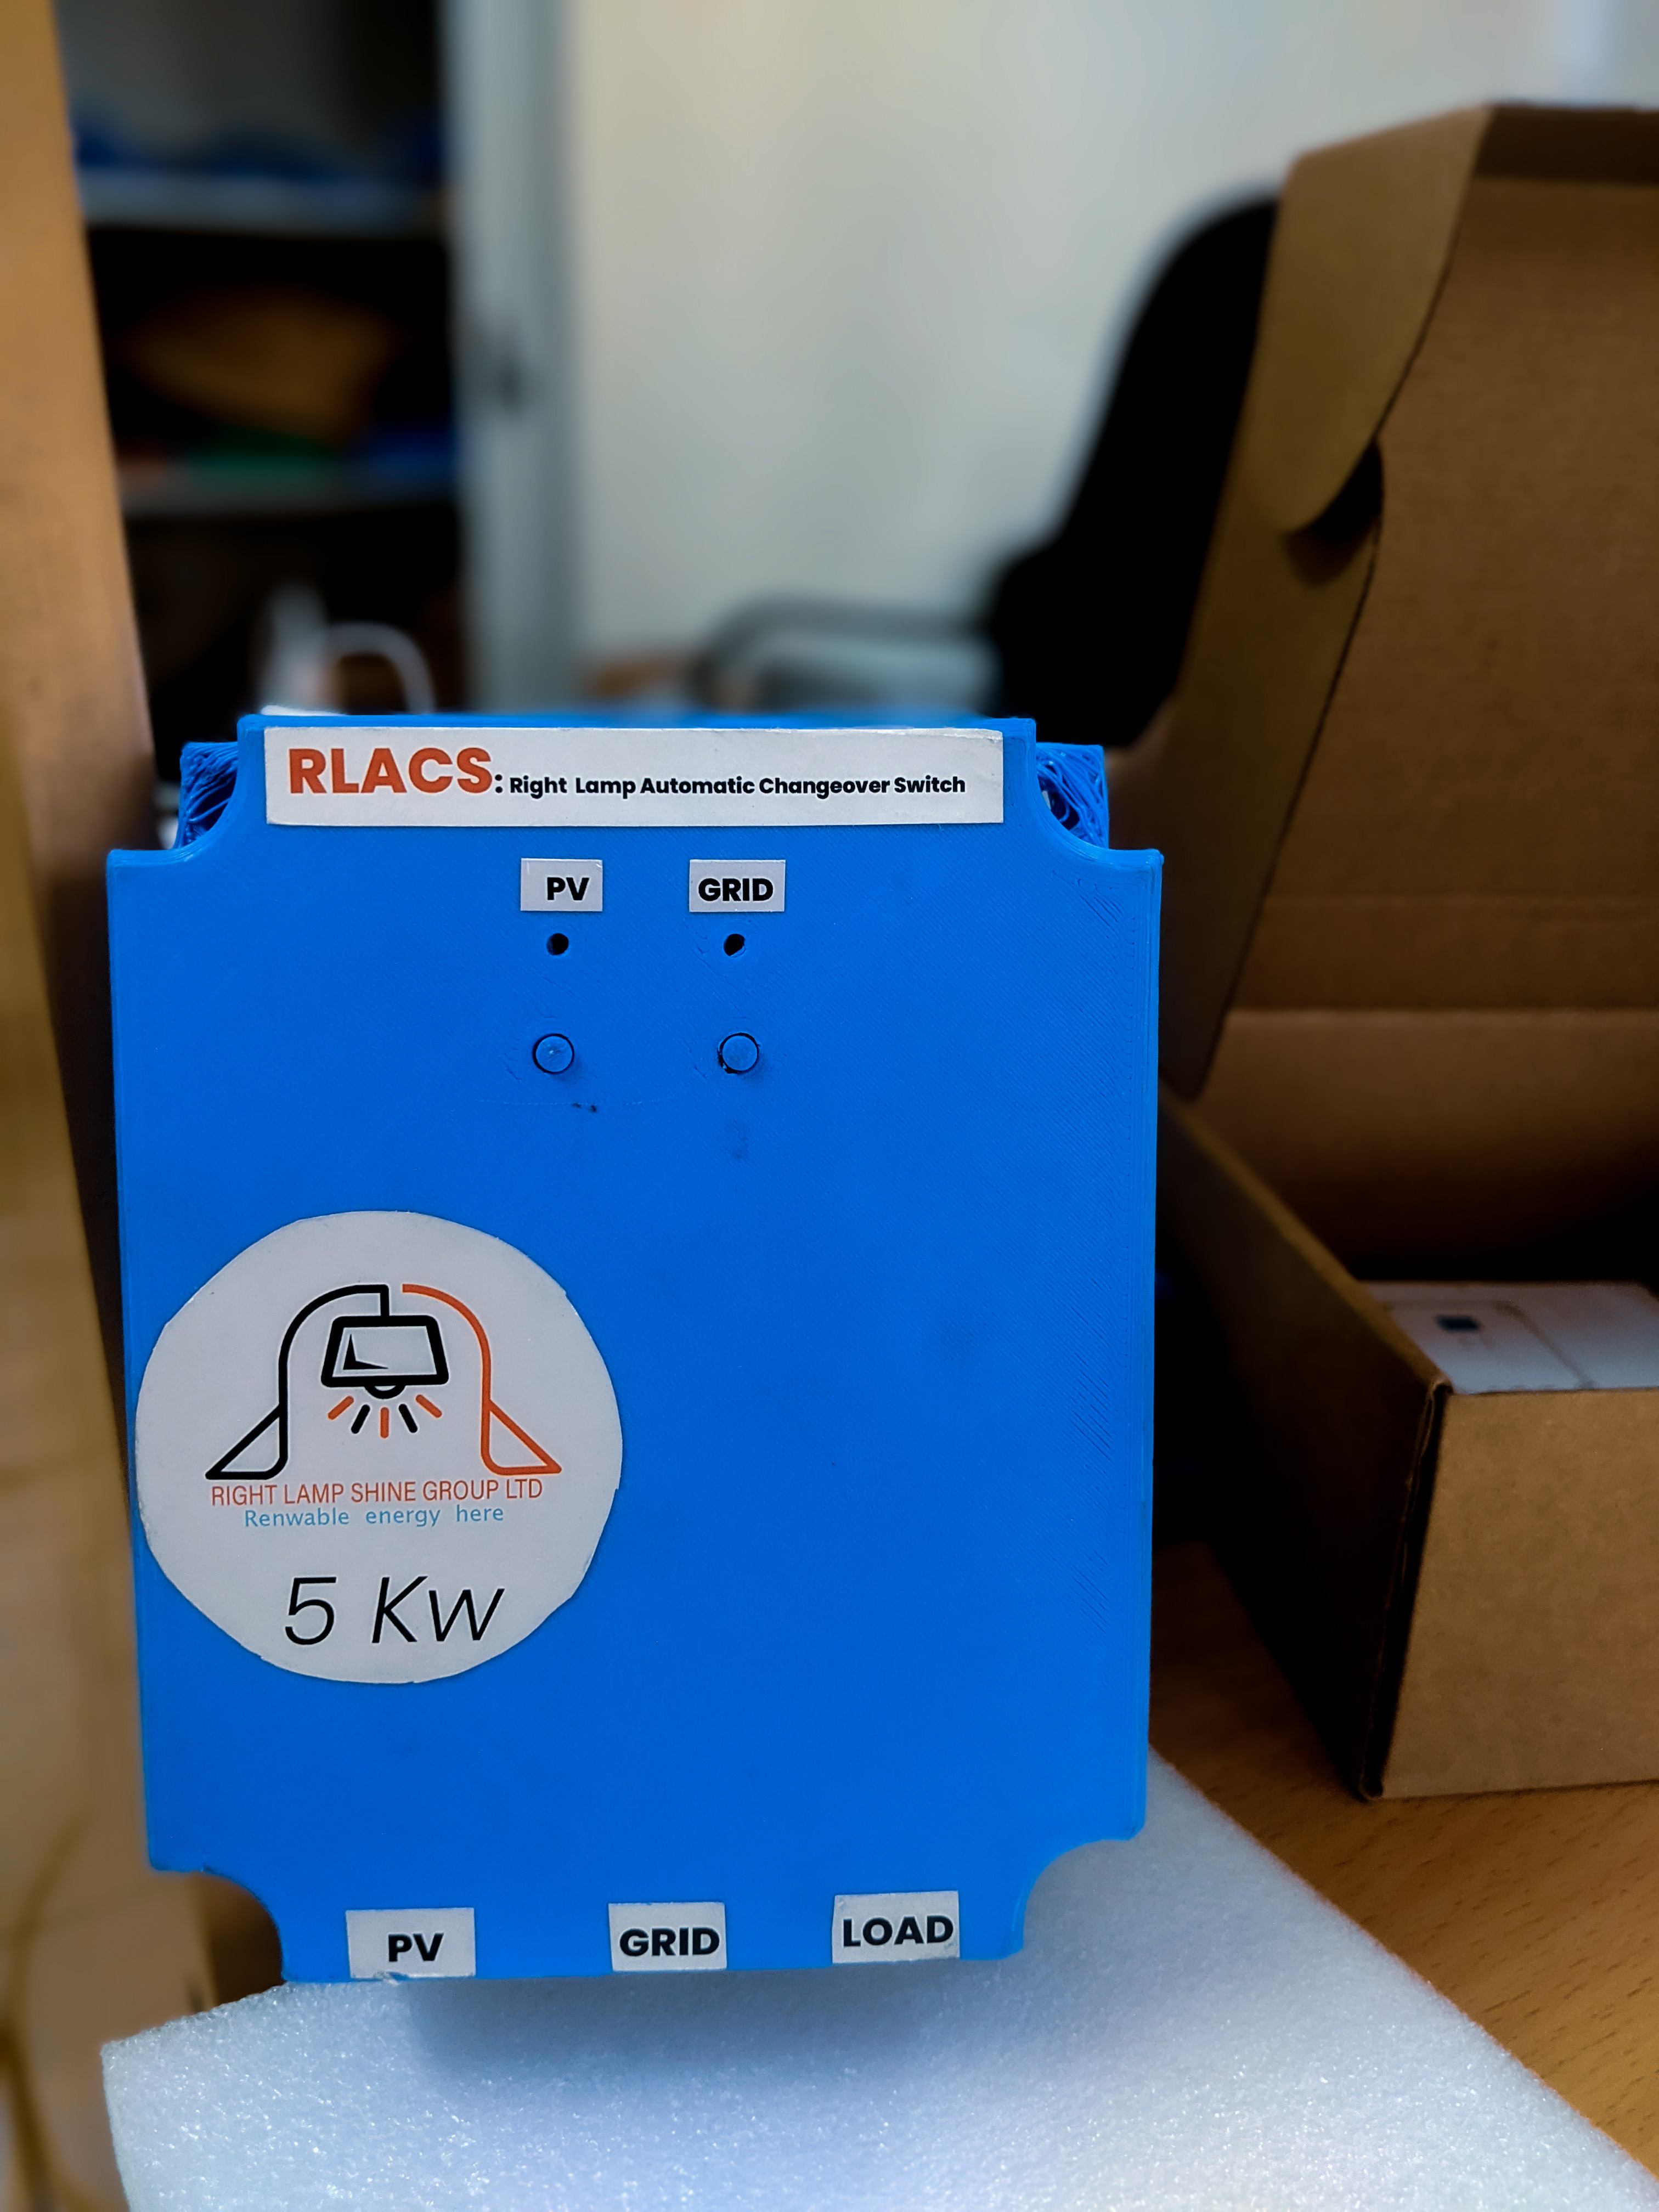 RLACS: Right Lamp Automatic Changeover Switch
PV
GRID
RIGHT LAMP SHINE GROUP LTD
Renwable energy here
5 Kw
PV
GRID
LOAD